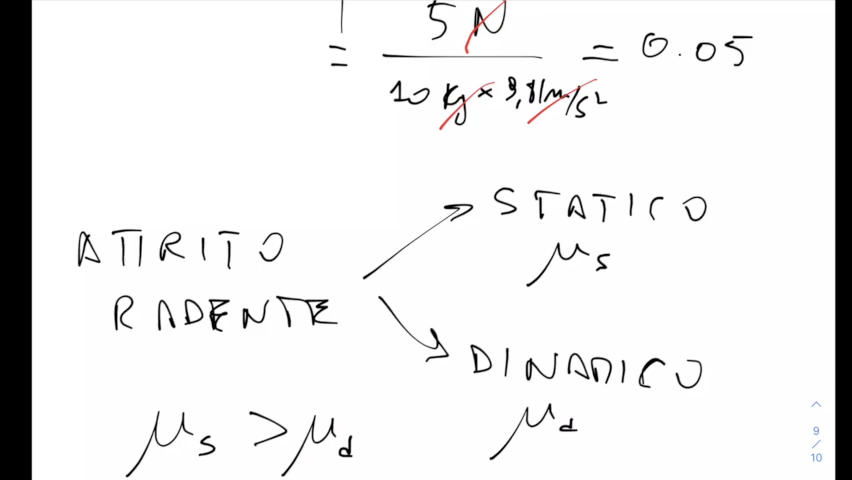 5 N
= = 0.05
10 kg × 9,81 m/s²
STATICO
μs
ATTRITO
RADENTE
DINAMICO
μd
μs > μd
9
/
10